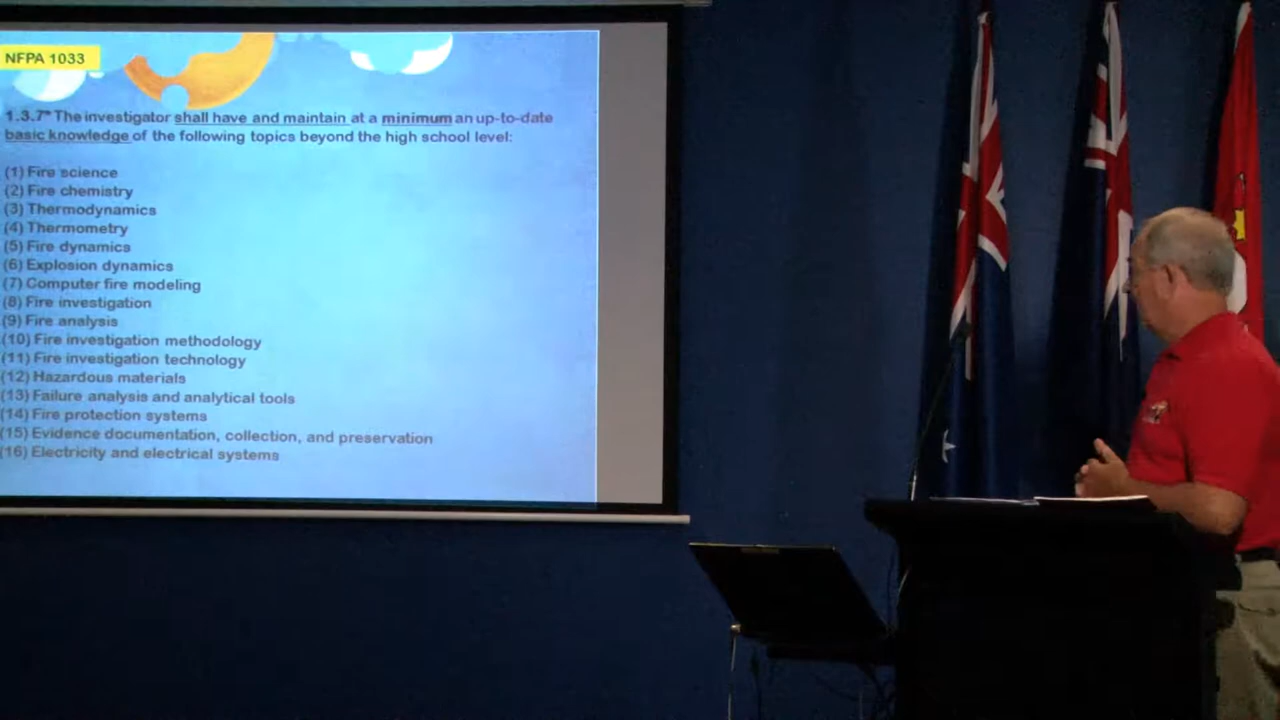 NFPA 1033
1.3.7* The investigator shall have and maintain at a minimum an up-to-date
basic knowledge of the following topics beyond the high school level:
(1) Fire science
(2) Fire chemistry
(3) Thermodynamics
(4) Thermometry
(5) Fire dynamics
(6) Explosion dynamics
(7) Computer fire modeling
(8) Fire investigation
(9) Fire analysis
(10) Fire investigation methodology
(11) Fire investigation technology
(12) Hazardous materials
(13) Failure analysis and analytical tools
(14) Fire protection systems
(15) Evidence documentation, collection, and preservation
(16) Electricity and electrical systems